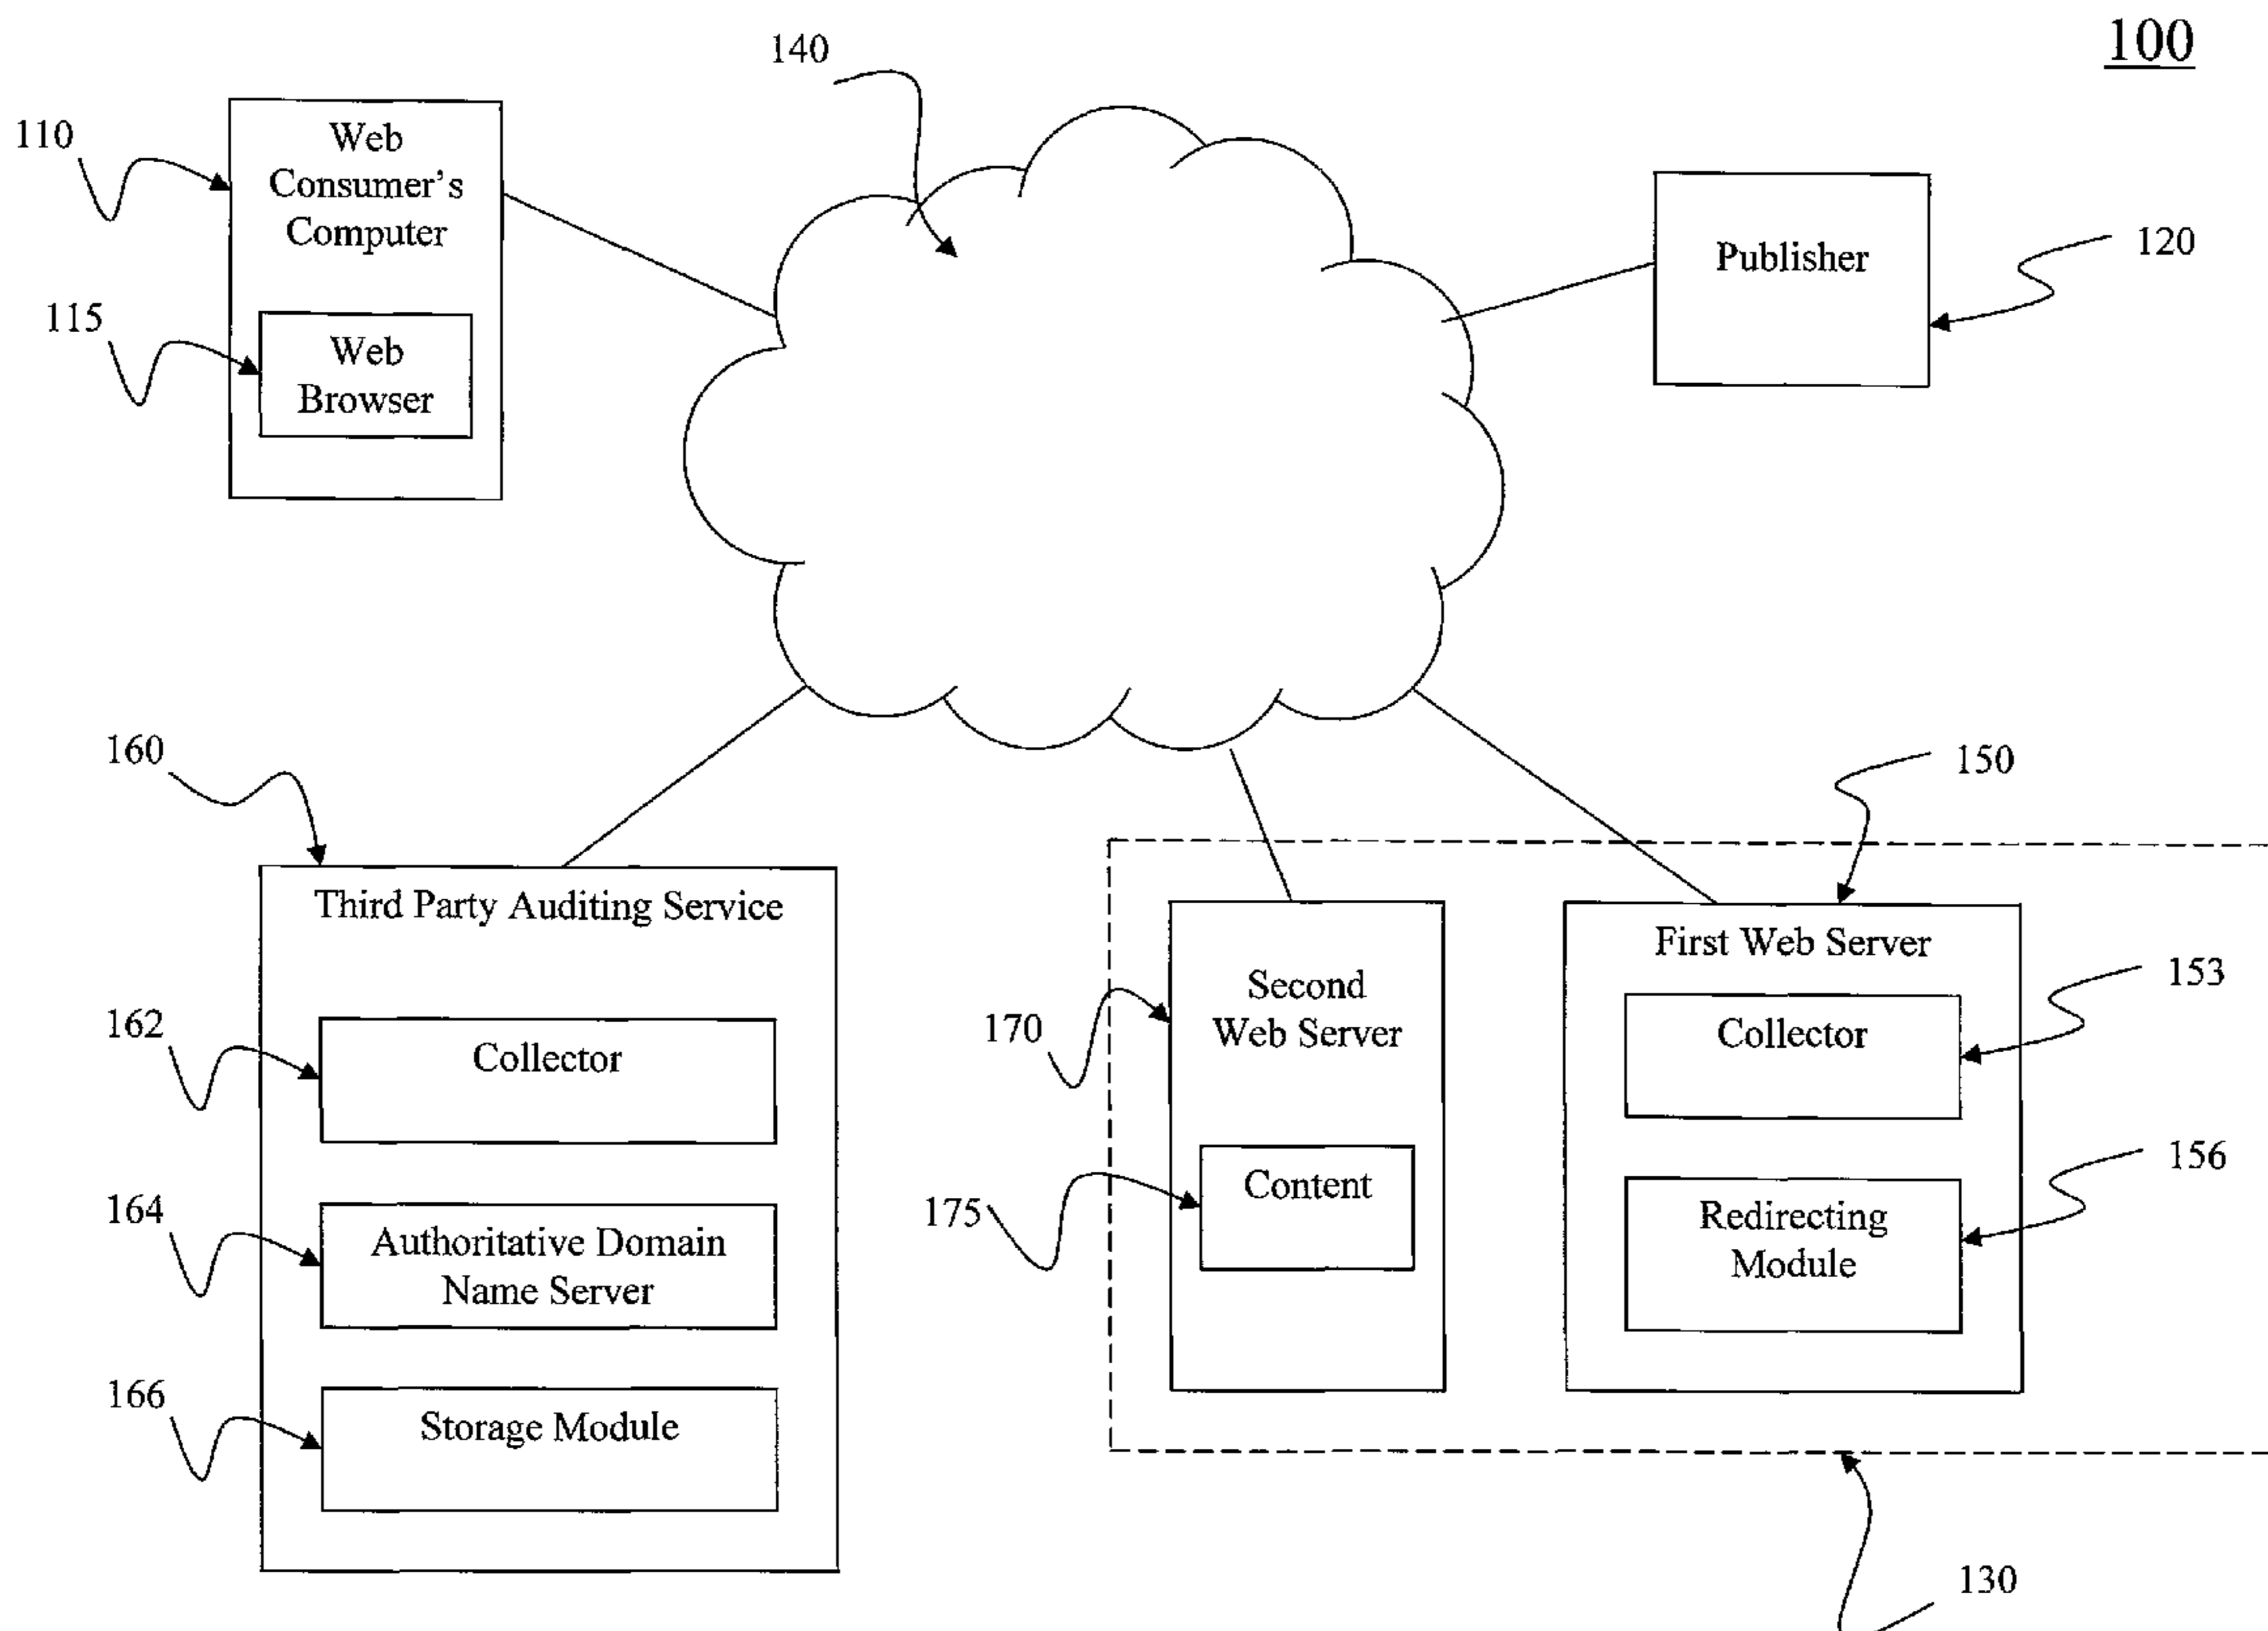 100
140
110
Web
Consumer's
Computer
115
Web
Browser
Publisher
120
160
Third Party Auditing Service
162
Collector
164
Authoritative Domain
Name Server
166
Storage Module
150
170
Second
Web Server
175
Content
First Web Server
153
Collector
156
Redirecting
Module
130